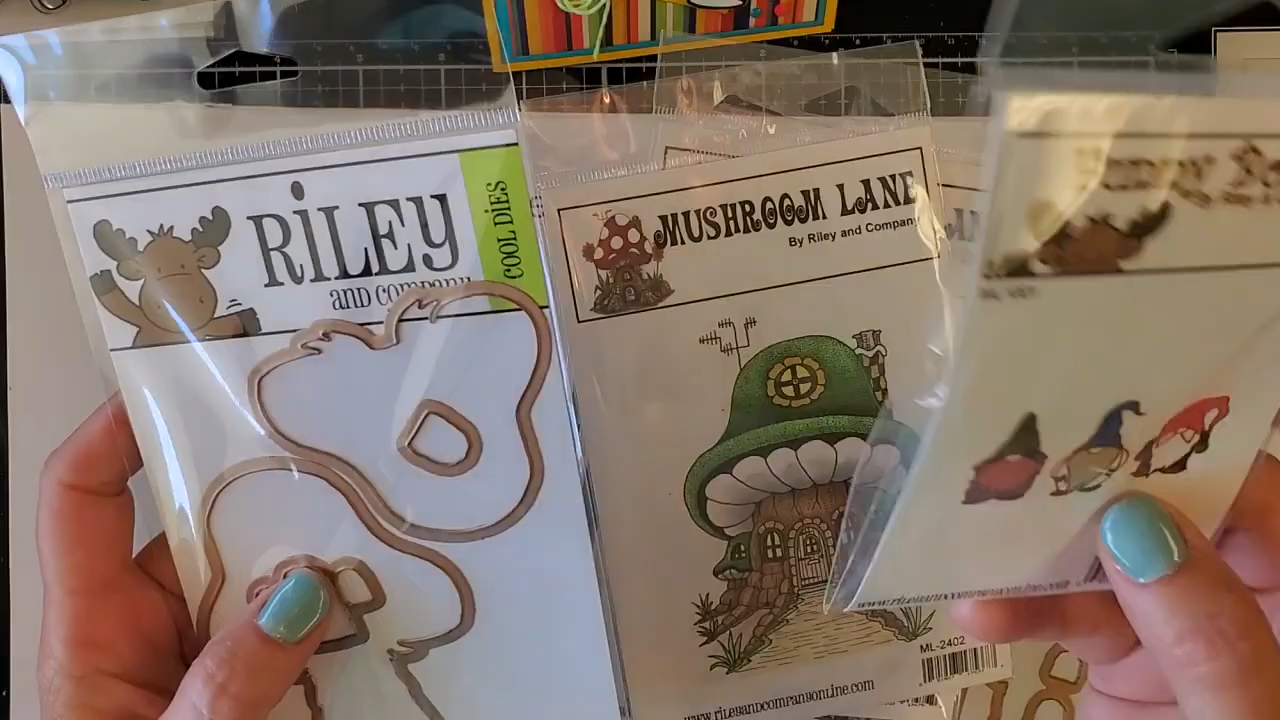 RiLEY
AND COMPANY
COOL DIES
MUSHROOM LANE
By Riley and Company
ML-2402
www.rileyandcompanyonline.com